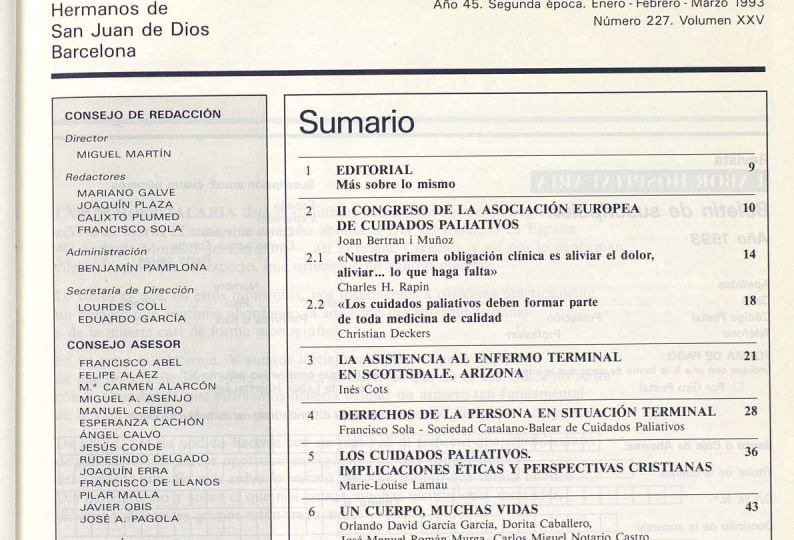 Hermanos de
San Juan de Dios
Barcelona
Año 45. Segunda época. Enero - Febrero - Marzo 1993
Número 227. Volumen XXV
CONSEJO DE REDACCIÓN
Director
MIGUEL MARTÍN
Redactores
MARIANO GALVE
JOAQUÍN PLAZA
CALIXTO PLUMED
FRANCISCO SOLA
Administración
BENJAMÍN PAMPLONA
Secretaría de Dirección
LOURDES COLL
EDUARDO GARCÍA
CONSEJO ASESOR
FRANCISCO ABEL
FELIPE ALÁEZ
M.ª CARMEN ALARCÓN
MIGUEL A. ASENJO
MANUEL CEBEIRO
ESPERANZA CACHÓN
ÁNGEL CALVO
JESÚS CONDE
RUDESINDO DELGADO
JOAQUÍN ERRA
FRANCISCO DE LLANOS
PILAR MALLA
JAVIER OBIS
JOSÉ A. PAGOLA
Sumario
1 EDITORIAL 9
Más sobre lo mismo
2 II CONGRESO DE LA ASOCIACIÓN EUROPEA 10
DE CUIDADOS PALIATIVOS
Joan Bertran i Muñoz
2.1 «Nuestra primera obligación clínica es aliviar el dolor, 14
aliviar... lo que haga falta»
Charles H. Rapin
2.2 «Los cuidados paliativos deben formar parte 18
de toda medicina de calidad
Christian Deckers
3 LA ASISTENCIA AL ENFERMO TERMINAL 21
EN SCOTTSDALE, ARIZONA
Inés Cots
4 DERECHOS DE LA PERSONA EN SITUACIÓN TERMINAL 28
Francisco Sola - Sociedad Catalano-Balear de Cuidados Paliativos
5 LOS CUIDADOS PALIATIVOS. 36
IMPLICACIONES ÉTICAS Y PERSPECTIVAS CRISTIANAS
Marie-Louise Lamau
6 UN CUERPO, MUCHAS VIDAS 43
Orlando David García García, Dorita Caballero,
José Manuel Román Murga, Carlos Miguel Notario Castro